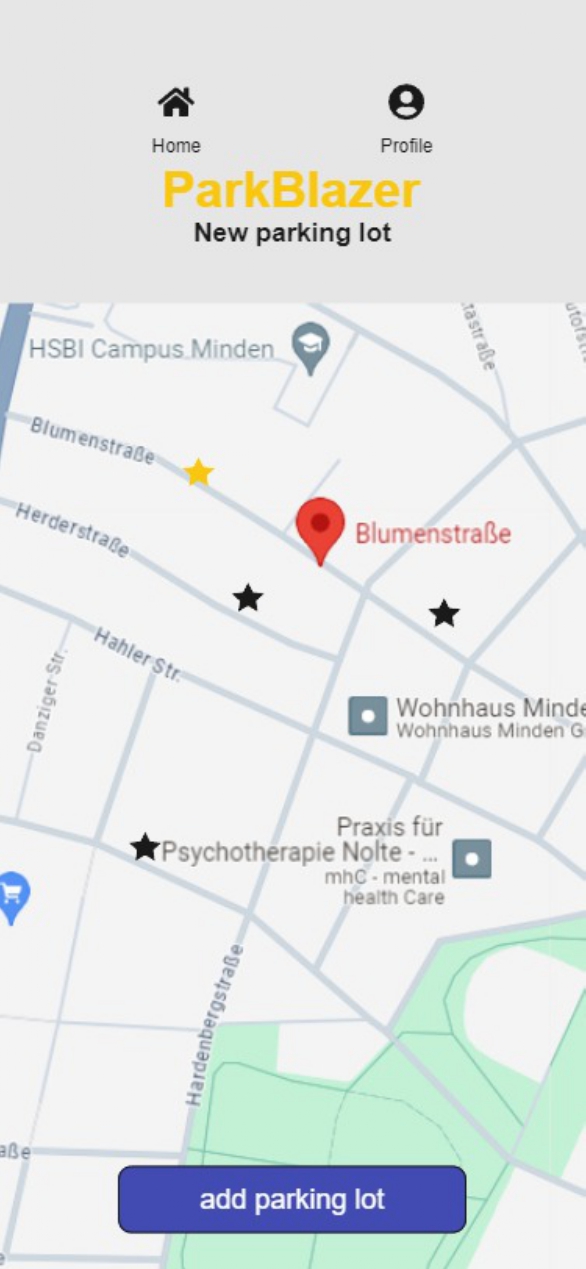 Home
Profile
ParkBlazer
New parking lot
HSBI Campus Minden
Blumenstraße
Herderstraße
Blumenstraße
Hahler Str.
Danziger Str.
Wohnhaus Minde
Wohnhaus Minden G
Praxis für
Psychotherapie Nolte - ...
mhC - mental
health Care
Hardenbergstraße
aße
add parking lot